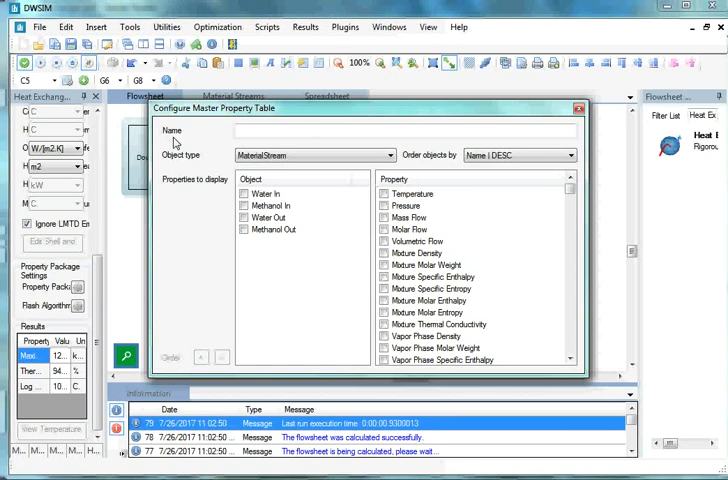 DWSIM
File Edit Insert Tools Utilities Optimization Scripts Results Plugins Windows View Help
100%
C5 G6 G8
Heat Exchang...
Flowsheet Material Streams Spreadsheet
Flowsheet ...
Configure Master Property Table
Name
Object type MaterialStream Order objects by Name | DESC
Properties to display
Object
Water In
Methanol In
Water Out
Methanol Out
Property
Temperature
Pressure
Mass Flow
Molar Flow
Volumetric Flow
Mixture Density
Mixture Molar Weight
Mixture Specific Enthalpy
Mixture Specific Entropy
Mixture Molar Enthalpy
Mixture Molar Entropy
Mixture Thermal Conductivity
Vapor Phase Density
Vapor Phase Molar Weight
Vapor Phase Specific Enthalpy
Order
C.
C
W/[m2.K]
m2
kW
M C.
Ignore LMTD Er
Edit Shell and
Property Package
Settings
Property Packa
Flash Algorithm
Results
Property Valu Un
Maxi... 12... k...
Ther... 94... %
Log ... 10... C.
View Temperature
M... M... M... H...
Filter List Heat Ex
Heat E
Rigorou
Information
Date Type Message
79 7/26/2017 11:02:50 ... Message Last run execution time 0:00:00.9300013
78 7/26/2017 11:02:50 ... Message The flowsheet was calculated successfully.
77 7/26/2017 11:02:50 ... Message The flowsheet is being calculated, please wait...